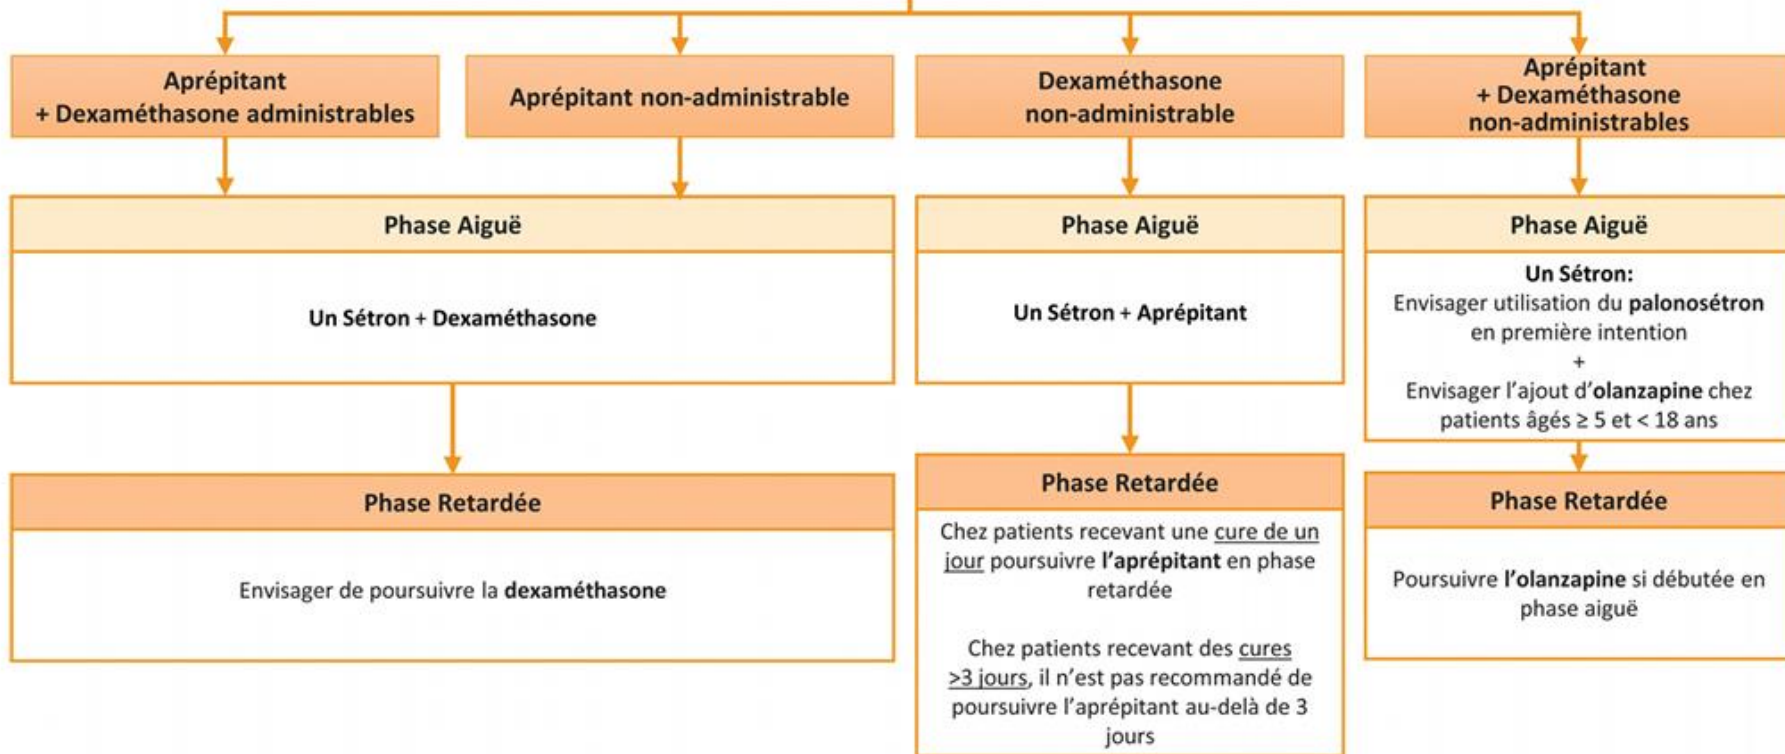 Aprépitant
+ Dexaméthasone administrables
Aprépitant non-administrable
Dexaméthasone
non-administrable
Aprépitant
+ Dexaméthasone
non-administrables
Phase Aiguë
Un Sétron + Dexaméthasone
Phase Aiguë
Un Sétron + Aprépitant
Phase Aiguë
Un Sétron:
Envisager utilisation du palonosétron
en première intention
+
Envisager l'ajout d'olanzapine chez
patients âgés ≥ 5 et < 18 ans
Phase Retardée
Envisager de poursuivre la dexaméthasone
Phase Retardée
Chez patients recevant une cure de un
jour poursuivre l'aprépitant en phase
retardée
Chez patients recevant des cures
>3 jours, il n'est pas recommandé de
poursuivre l'aprépitant au-delà de 3
jours
Phase Retardée
Poursuivre l'olanzapine si débutée en
phase aiguë